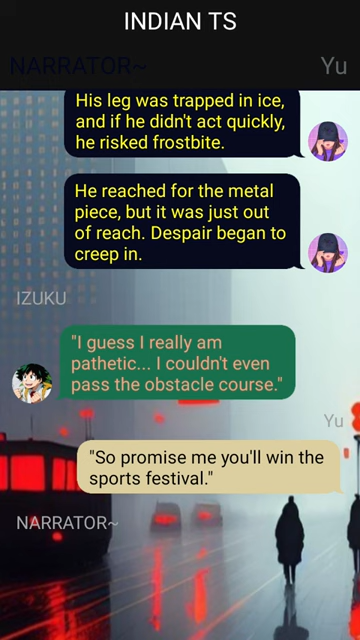 INDIAN TS
NARRATOR~
Yu
His leg was trapped in ice,
and if he didn't act quickly,
he risked frostbite.
He reached for the metal
piece, but it was just out
of reach. Despair began to
creep in.
IZUKU
"I guess I really am
pathetic... I couldn't even
pass the obstacle course."
Yu
"So promise me you'll win the
sports festival."
NARRATOR~